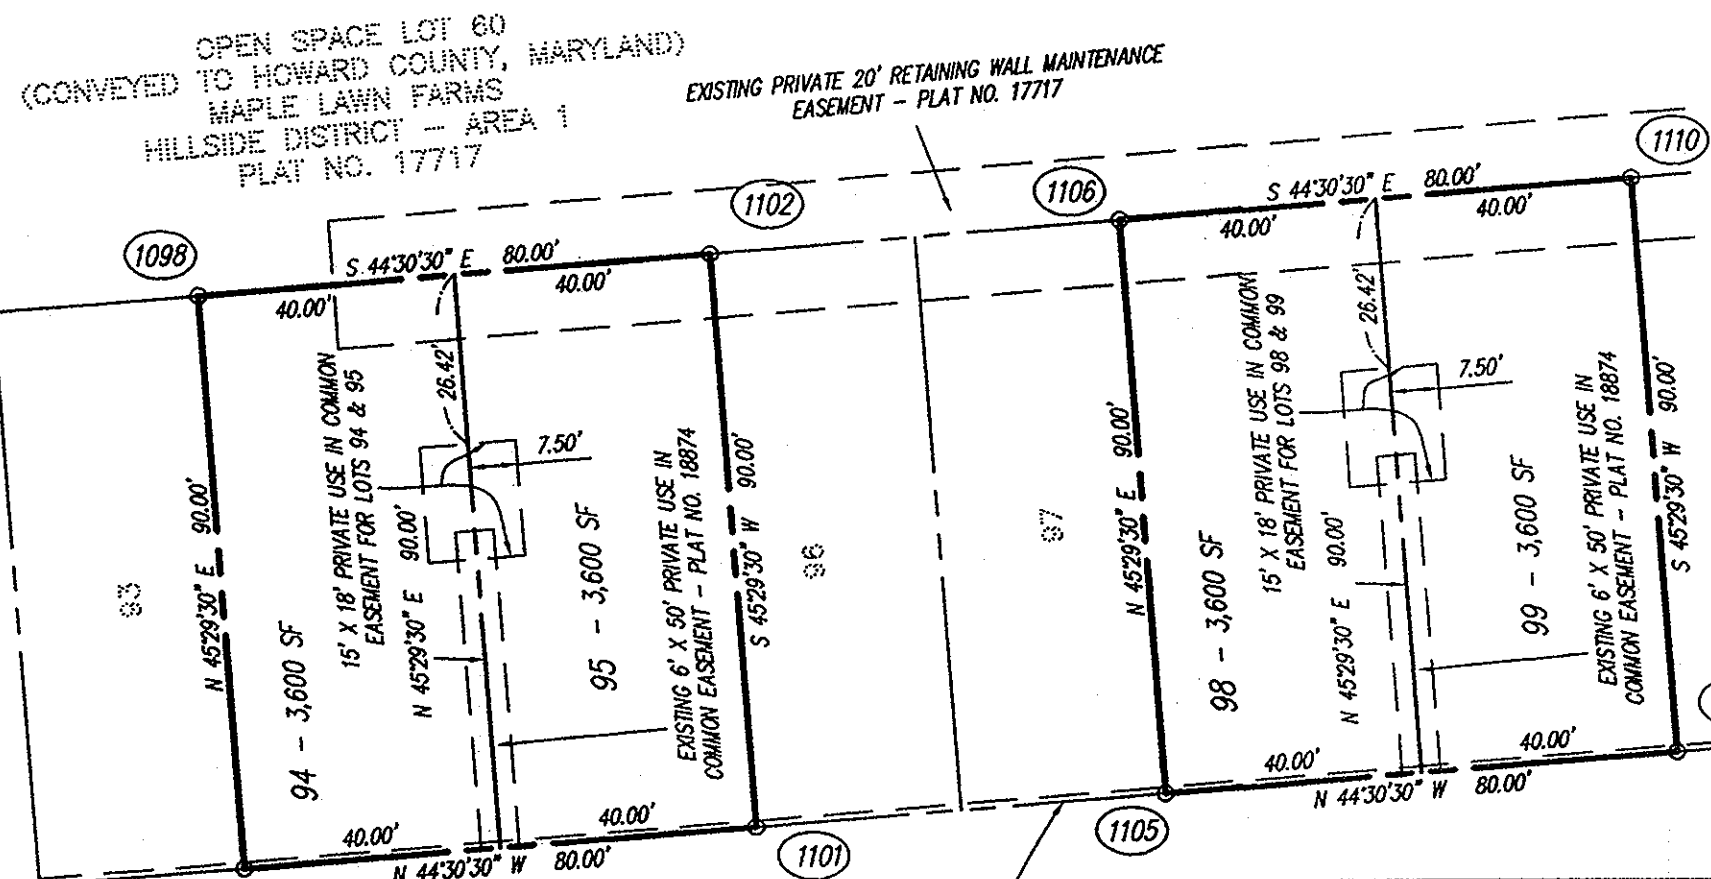 OPEN SPACE LOT 60
(CONVEYED TO HOWARD COUNTY, MARYLAND)
MAPLE LAWN FARMS
HILLSIDE DISTRICT - AREA 1
PLAT NO. 17717
EXISTING PRIVATE 20' RETAINING WALL MAINTENANCE
EASEMENT - PLAT NO. 17717
1098
1102
1106
1110
S 44°30'30" E 80.00'
40.00'
40.00'
S 44°30'30" E 80.00'
40.00'
40.00'
93
N 45°29'30" E 90.00'
94 - 3,600 SF
15' X 18' PRIVATE USE IN COMMON
EASEMENT FOR LOTS 94 & 95
N 45°29'30" E 90.00'
26.42'
7.50'
95 - 3,600 SF
EXISTING 6' X 50' PRIVATE USE IN
COMMON EASEMENT - PLAT NO. 18874
S 45°29'30" W 90.00'
96
97
N 45°29'30" E 90.00'
98 - 3,600 SF
15' X 18' PRIVATE USE IN COMMON
EASEMENT FOR LOTS 98 & 99
N 45°29'30" E 90.00'
26.42'
7.50'
99 - 3,600 SF
EXISTING 6' X 50' PRIVATE USE IN
COMMON EASEMENT - PLAT NO. 18874
S 45°29'30" W 90.00'
40.00'
40.00'
N 44°30'30" W 80.00'
1101
1105
40.00'
40.00'
N 44°30'30" W 80.00'